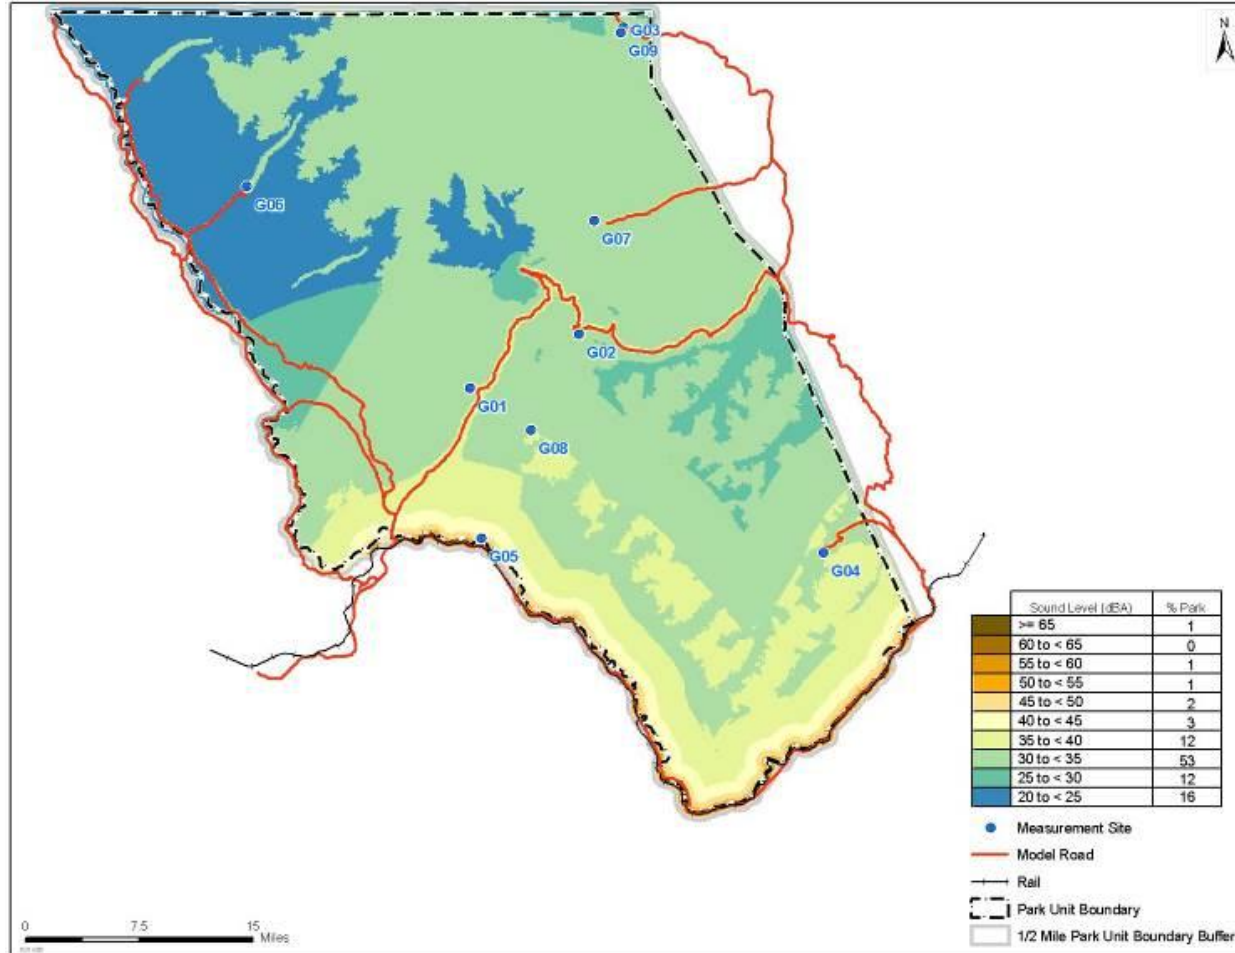 N
G03
G09
G06
G07
G02
G01
G08
G05
G04
Sound Level (dBA) % Park
>= 65 1
60 to < 65 0
55 to < 60 1
50 to < 55 1
45 to < 50 2
40 to < 45 3
35 to < 40 12
30 to < 35 53
25 to < 30 12
20 to < 25 16
Measurement Site
Model Road
Rail
Park Unit Boundary
1/2 Mile Park Unit Boundary Buffer
0 7.5 15
Miles